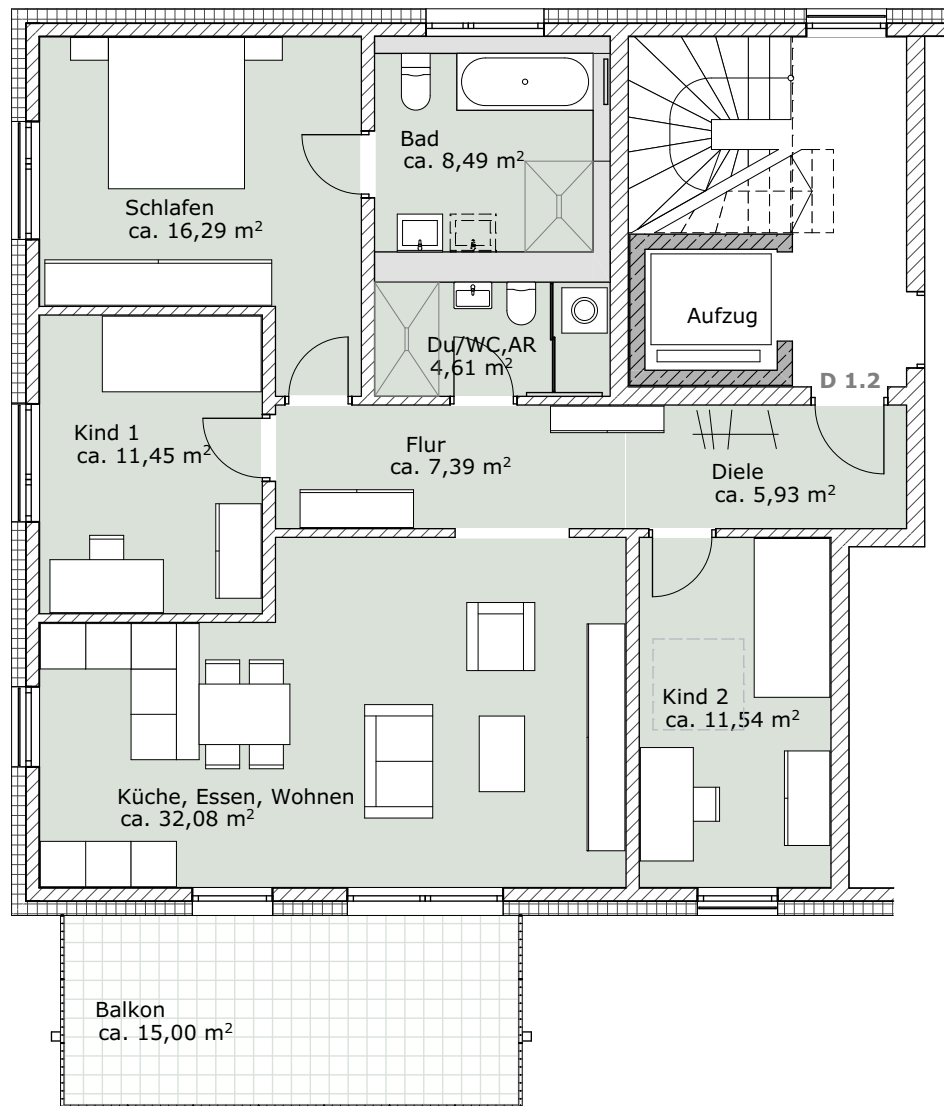 Bad
ca. 8,49 m²
Schlafen
ca. 16,29 m²
Aufzug
Du/WC,AR
4,61 m²
D 1.2
Kind 1
ca. 11,45 m²
Flur
ca. 7,39 m²
Diele
ca. 5,93 m²
Kind 2
ca. 11,54 m²
Küche, Essen, Wohnen
ca. 32,08 m²
Balkon
ca. 15,00 m²